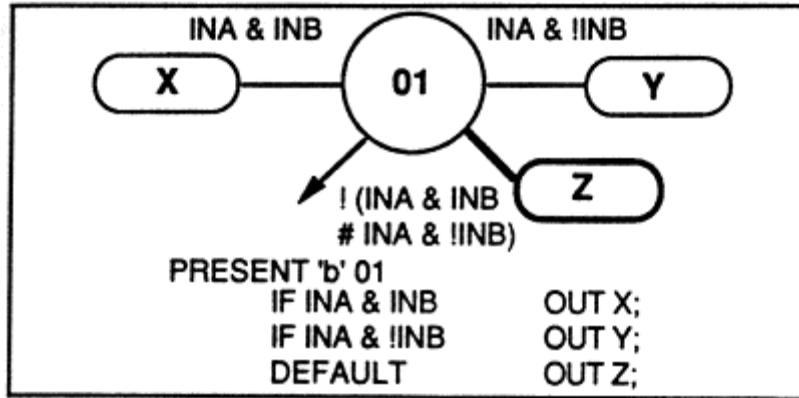 INA & INB
INA & !INB
X
01
Y
Z
! (INA & INB
# INA & !INB)
PRESENT 'b' 01
IF INA & INB OUT X;
IF INA & !INB OUT Y;
DEFAULT OUT Z;